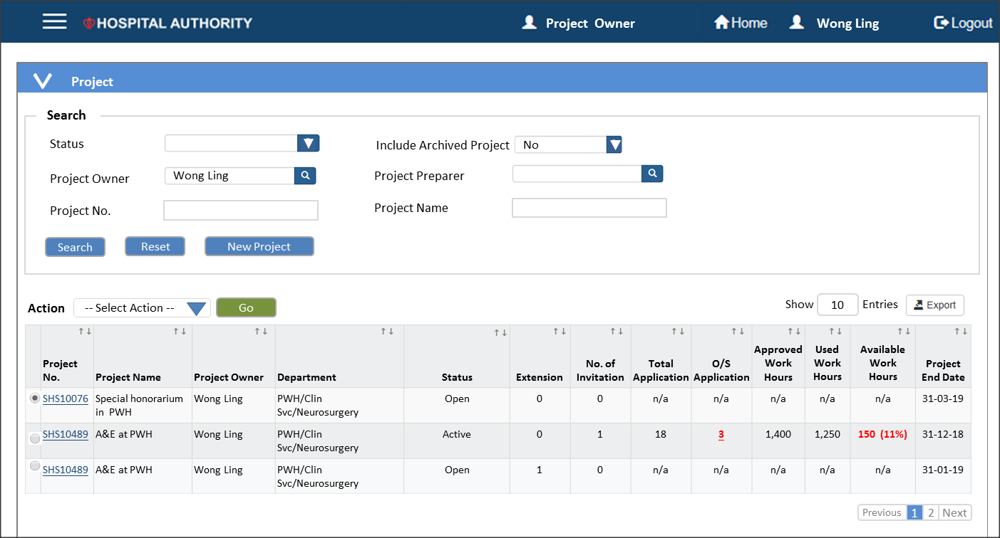 HOSPITAL AUTHORITY Project Owner Home Wong Ling Logout
Project
Search
Status Include Archived Project No
Project Owner Wong Ling Project Preparer
Project No. Project Name
Search Reset New Project
Action -- Select Action -- Go Show 10 Entries Export
Project No. Project Name Project Owner Department Status Extension No. of Invitation Total Application O/S Application Approved Work Hours Used Work Hours Available Work Hours Project End Date
SHS10076 Special honorarium in PWH Wong Ling PWH/Clin Svc/Neurosurgery Open 0 0 n/a n/a n/a n/a n/a 31-03-19
SHS10489 A&E at PWH Wong Ling PWH/Clin Svc/Neurosurgery Active 0 1 18 3 1,400 1,250 150 (11%) 31-12-18
SHS10489 A&E at PWH Wong Ling PWH/Clin Svc/Neurosurgery Open 1 0 n/a n/a n/a n/a n/a 31-01-19
Previous 1 2 Next